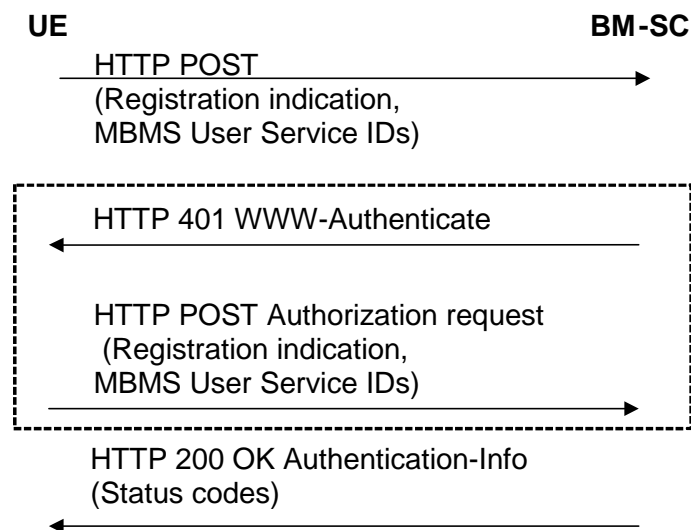 UE BM-SC
HTTP POST
(Registration indication,
MBMS User Service IDs)
HTTP 401 WWW-Authenticate
HTTP POST Authorization request
(Registration indication,
MBMS User Service IDs)
HTTP 200 OK Authentication-Info
(Status codes)